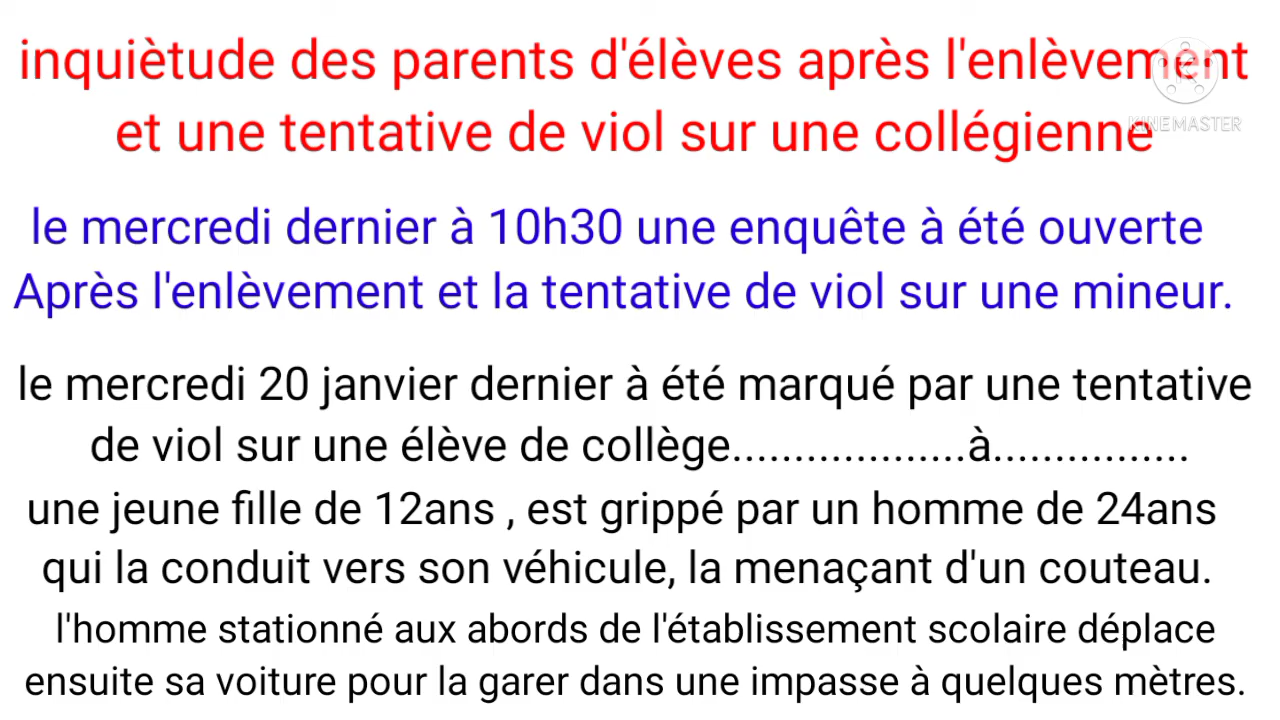 inquiètude des parents d'élèves après l'enlèvement
et une tentative de viol sur une collégienne
KINEMASTER
le mercredi dernier à 10h30 une enquête à été ouverte
Après l'enlèvement et la tentative de viol sur une mineur.
le mercredi 20 janvier dernier à été marqué par une tentative
de viol sur une élève de collège...................à................
une jeune fille de 12ans , est grippé par un homme de 24ans
qui la conduit vers son véhicule, la menaçant d'un couteau.
l'homme stationné aux abords de l'établissement scolaire déplace
ensuite sa voiture pour la garer dans une impasse à quelques mètres.